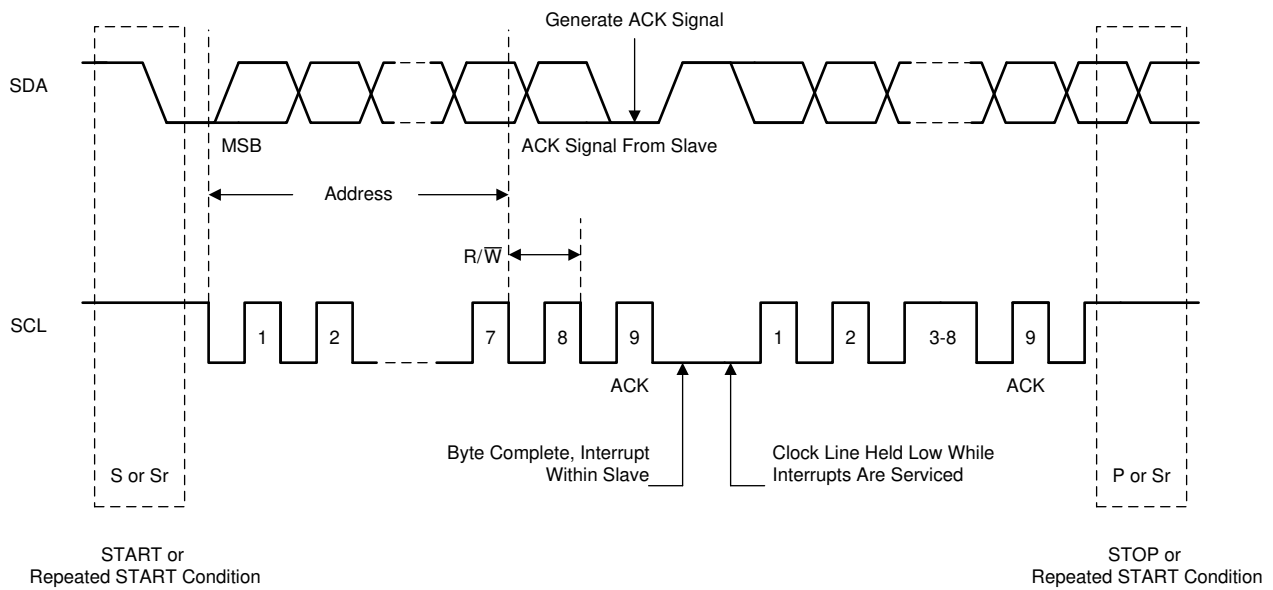 Generate ACK Signal
SDA
MSB
ACK Signal From Slave
Address
R/W̅
SCL
1
2
7
8
9
1
2
3-8
9
ACK
ACK
Byte Complete, Interrupt
Within Slave
Clock Line Held Low While
Interrupts Are Serviced
S or Sr
P or Sr
START or
Repeated START Condition
STOP or
Repeated START Condition